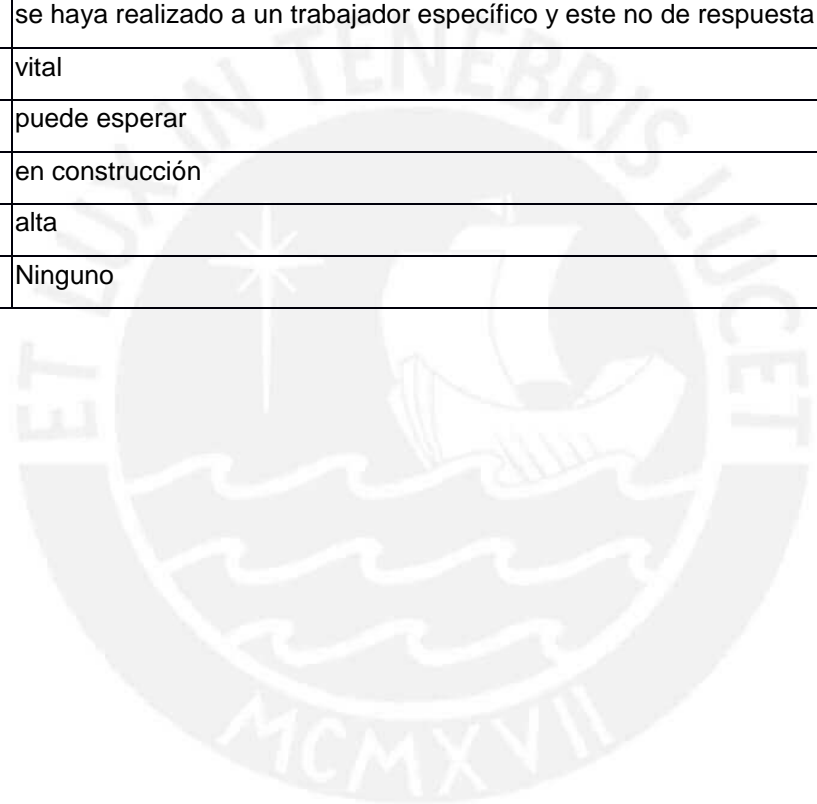 se haya realizado a un trabajador específico y este no de respuesta
vital
puede esperar
en construcción
alta
Ninguno
ET LUX IN TENEBRIS LUCET
MCMXVII